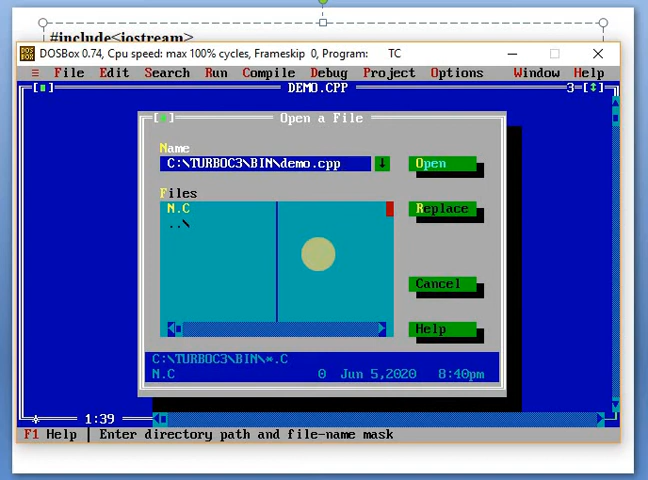 #include<iostream>
DOSBox 0.74, Cpu speed: max 100% cycles, Frameskip 0, Program: TC
≡ File Edit Search Run Compile Debug Project Options Window Help
DEMO.CPP 3
Open a File
Name
C:\TURBOC3\BIN\demo.cpp
Open
Files
N.C
Replace
..\
Cancel
Help
C:\TURBOC3\BIN\*.C
N.C 0 Jun 5,2020 8:40pm
1:39
F1 Help | Enter directory path and file-name mask